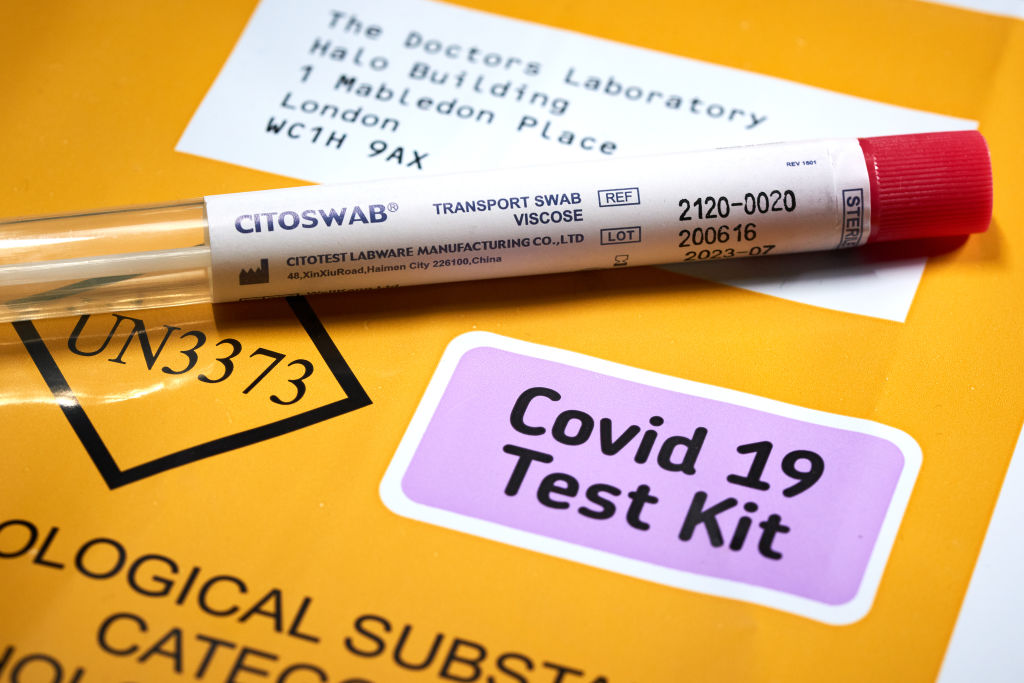 The Doctors Laboratory
Halo Building
1 Mabledon Place
London
WC1H 9AX
CITOSWAB®
TRANSPORT SWAB
VISCOSE
CITOTEST LABWARE MANUFACTURING CO.,LTD
48,XinXiuRoad,Haimen City 226100,China
REF
2120-0020
LOT
200616
2023-07
REV 1601
UN3373
Covid 19
Test Kit
OLOGICAL SUBSTA
CATEGO